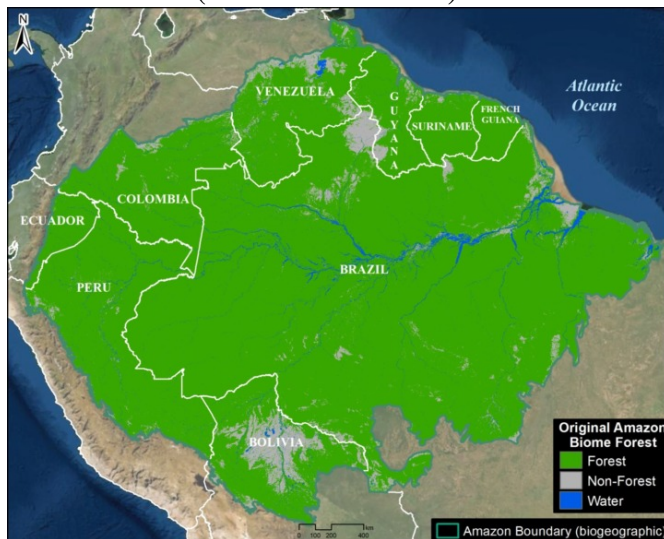 N
Atlantic
Ocean
VENEZUELA
GUYANA
SURINAME
FRENCH
GUIANA
COLOMBIA
ECUADOR
BRAZIL
PERU
BOLIVIA
Original Amazon
Biome Forest
Forest
Non-Forest
Water
0 100 200 400
km
Amazon Boundary (biogeographic)